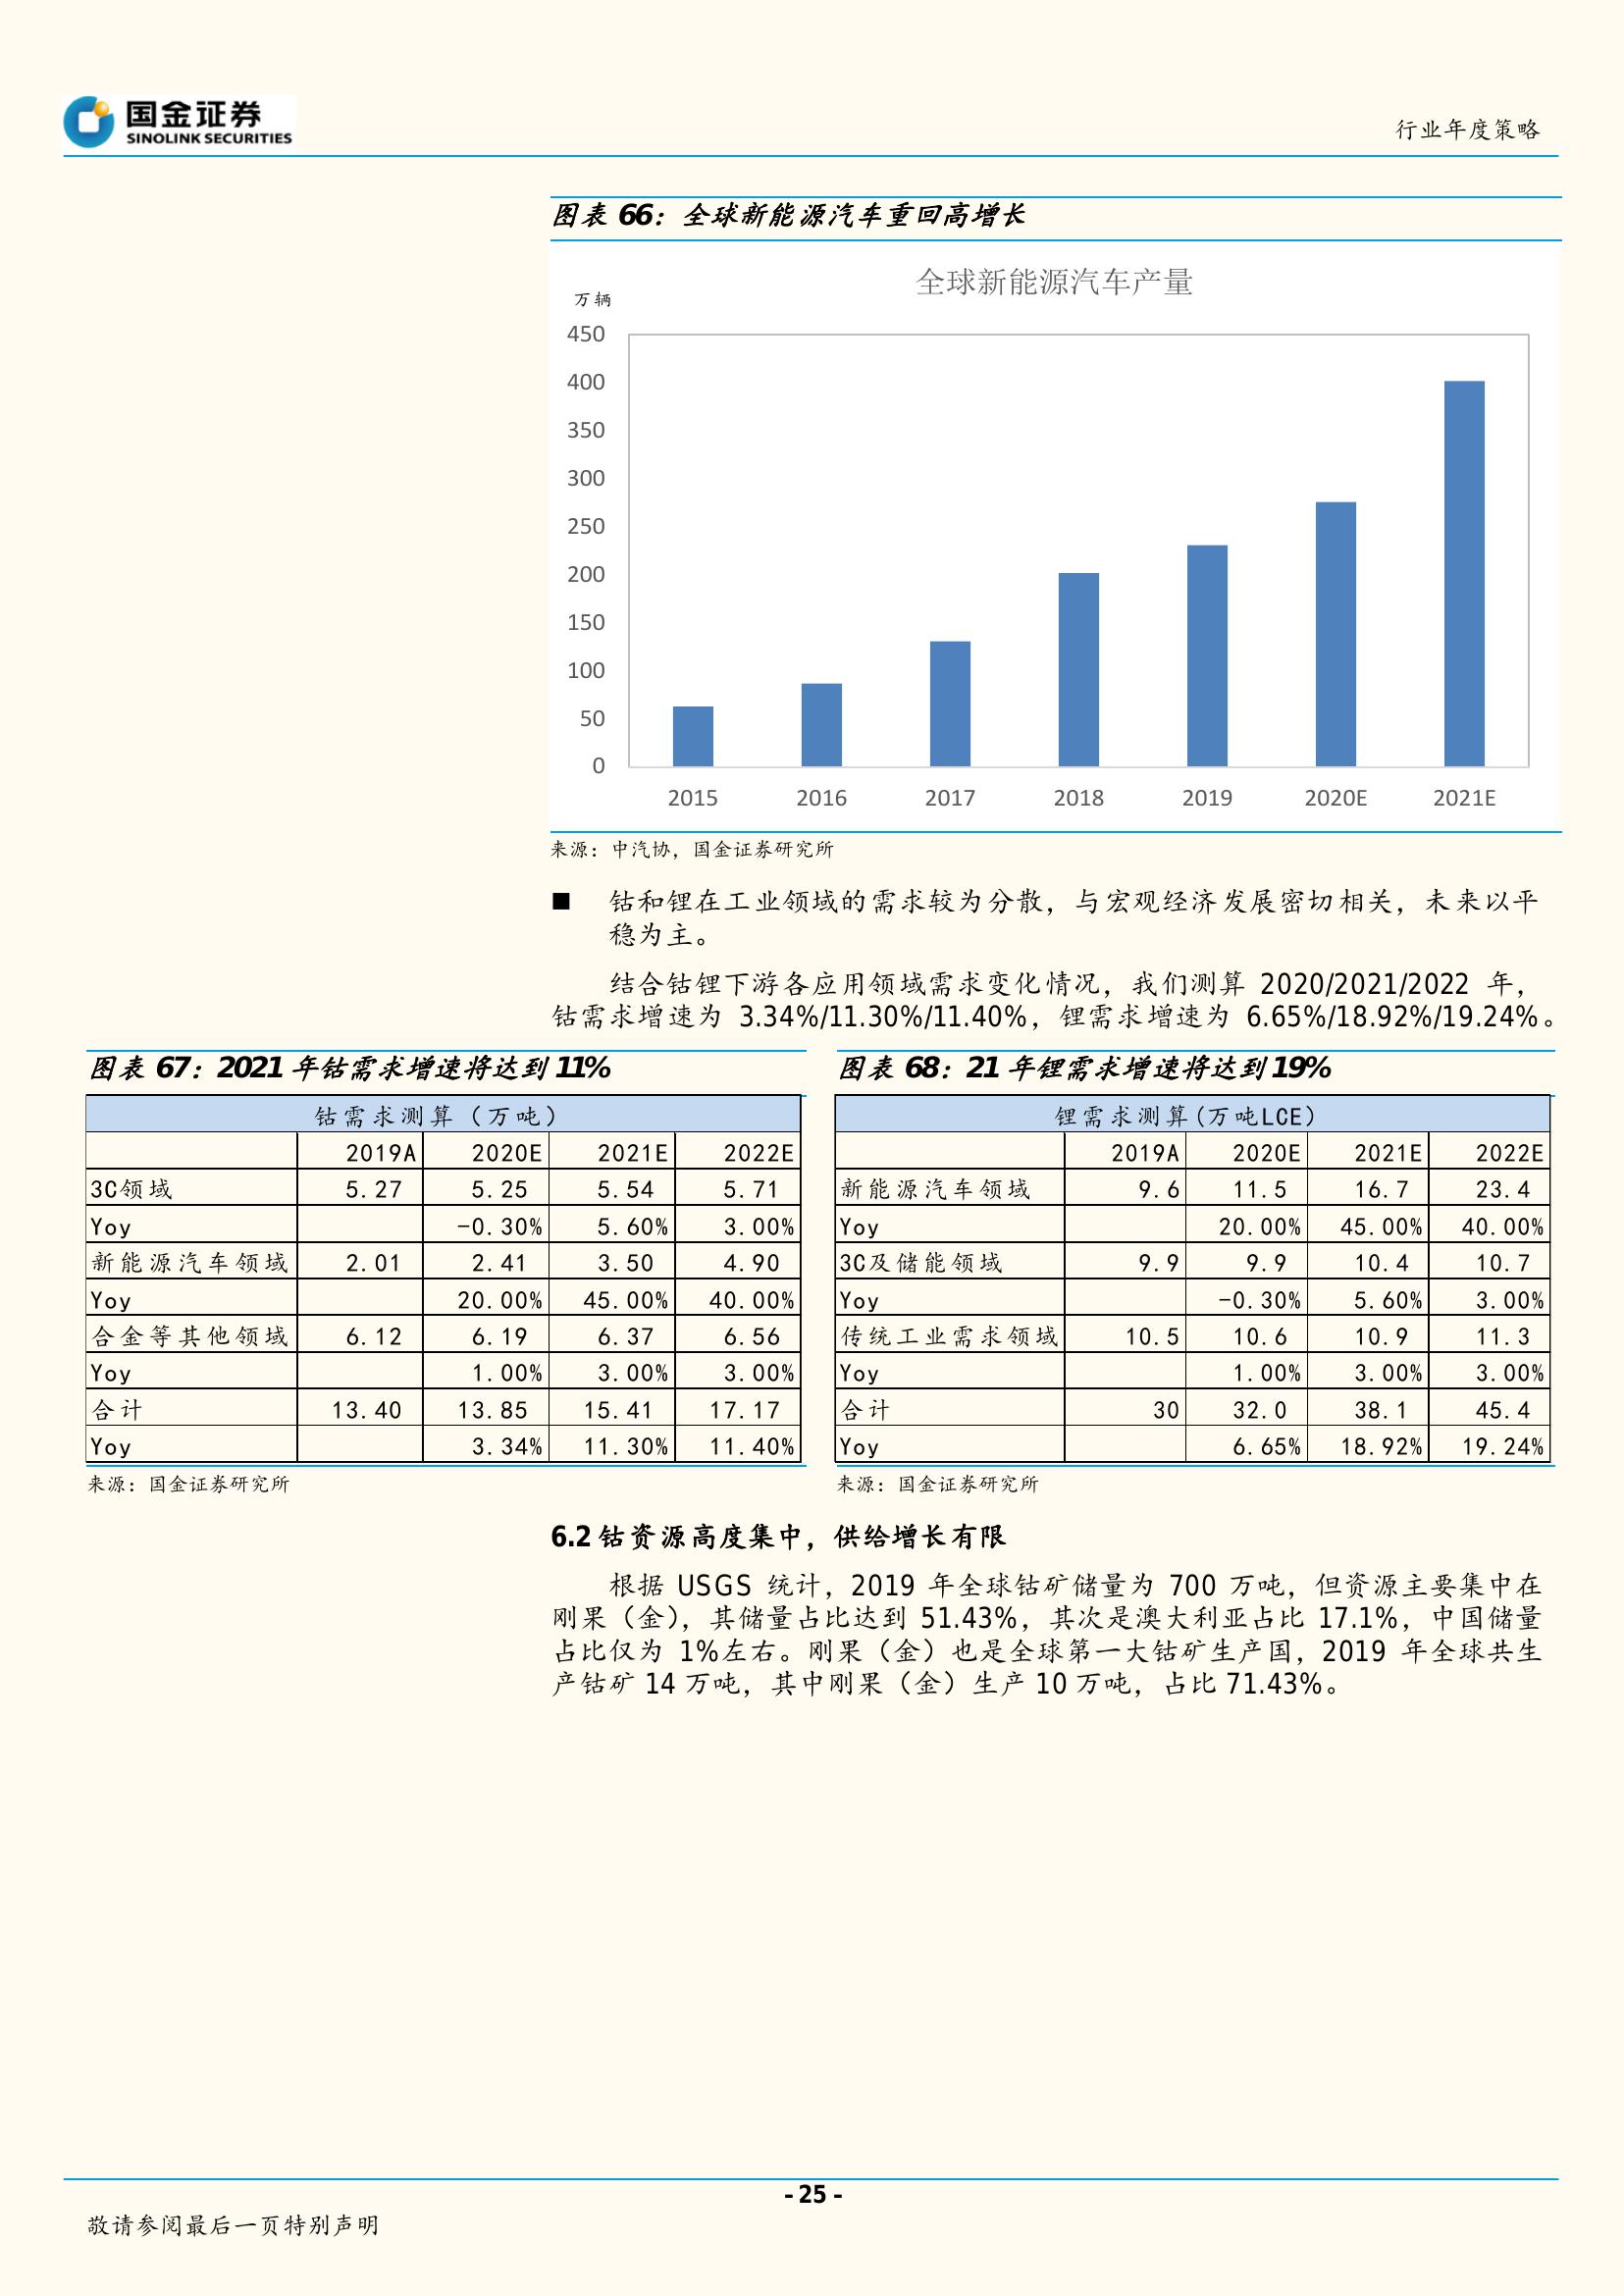 国金证券
SINOLINK SECURITIES
行业年度策略
图表 66：全球新能源汽车重回高增长
全球新能源汽车产量
万辆
450
400
350
300
250
200
150
100
50
0
2015 2016 2017 2018 2019 2020E 2021E
来源：中汽协，国金证券研究所
■ 钴和锂在工业领域的需求较为分散，与宏观经济发展密切相关，未来以平
稳为主。
结合钴锂下游各应用领域需求变化情况，我们测算 2020/2021/2022 年，
钴需求增速为 3.34%/11.30%/11.40%，锂需求增速为 6.65%/18.92%/19.24%。
图表 67：2021 年钴需求增速将达到 11%
钴需求测算（万吨）
2019A 2020E 2021E 2022E
3C领域 5.27 5.25 5.54 5.71
Yoy -0.30% 5.60% 3.00%
新能源汽车领域 2.01 2.41 3.50 4.90
Yoy 20.00% 45.00% 40.00%
合金等其他领域 6.12 6.19 6.37 6.56
Yoy 1.00% 3.00% 3.00%
合计 13.40 13.85 15.41 17.17
Yoy 3.34% 11.30% 11.40%
来源：国金证券研究所
图表 68：21 年锂需求增速将达到 19%
锂需求测算(万吨LCE)
2019A 2020E 2021E 2022E
新能源汽车领域 9.6 11.5 16.7 23.4
Yoy 20.00% 45.00% 40.00%
3C及储能领域 9.9 9.9 10.4 10.7
Yoy -0.30% 5.60% 3.00%
传统工业需求领域 10.5 10.6 10.9 11.3
Yoy 1.00% 3.00% 3.00%
合计 30 32.0 38.1 45.4
Yoy 6.65% 18.92% 19.24%
来源：国金证券研究所
6.2 钴资源高度集中，供给增长有限
根据 USGS 统计，2019 年全球钴矿储量为 700 万吨，但资源主要集中在
刚果（金），其储量占比达到 51.43%，其次是澳大利亚占比 17.1%，中国储量
占比仅为 1%左右。刚果（金）也是全球第一大钴矿生产国，2019 年全球共生
产钴矿 14 万吨，其中刚果（金）生产 10 万吨，占比 71.43%。
- 25 -
敬请参阅最后一页特别声明